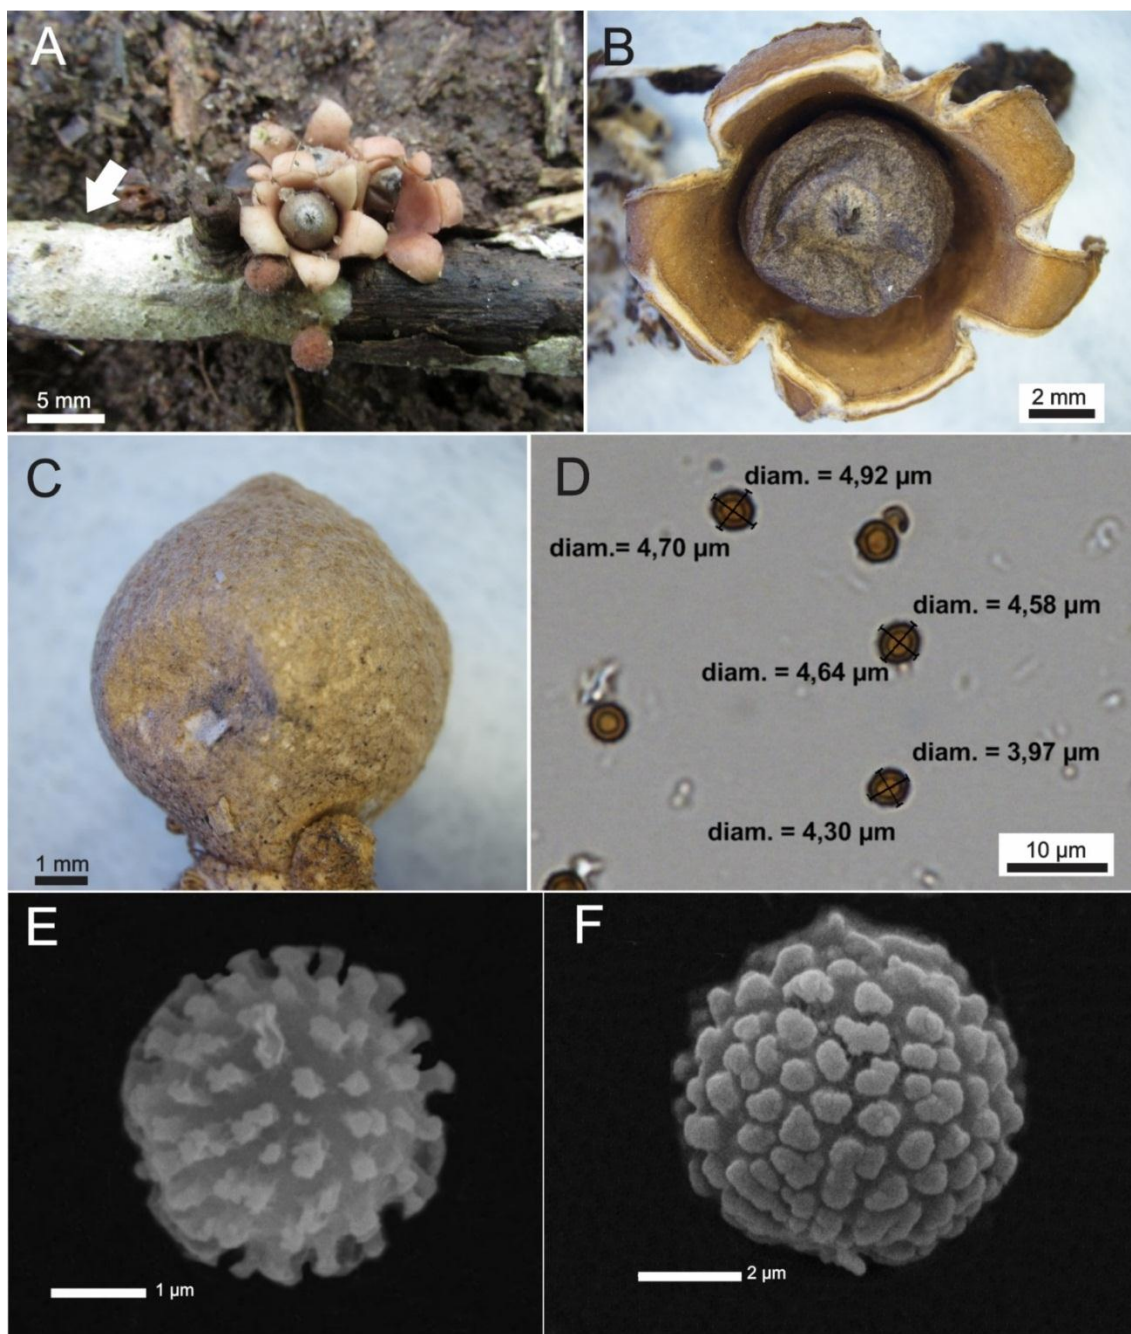 A
5 mm
B
2 mm
C
1 mm
D
diam. = 4,92 µm
diam.= 4,70 µm
diam. = 4,58 µm
diam. = 4,64 µm
diam. = 3,97 µm
diam. = 4,30 µm
10 µm
E
1 µm
F
2 µm